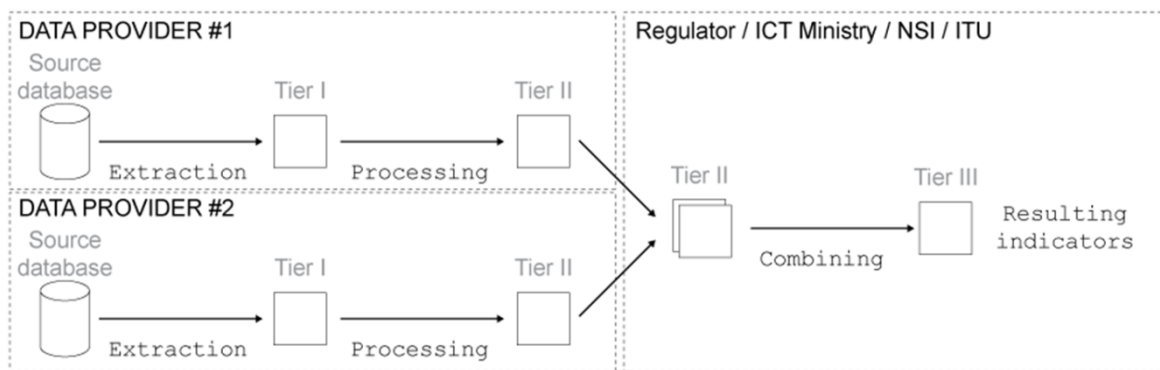 DATA PROVIDER #1
Source
database
Tier I
Tier II
Extraction
Processing
DATA PROVIDER #2
Source
database
Tier I
Tier II
Extraction
Processing
Regulator / ICT Ministry / NSI / ITU
Tier II
Tier III
Combining
Resulting
indicators